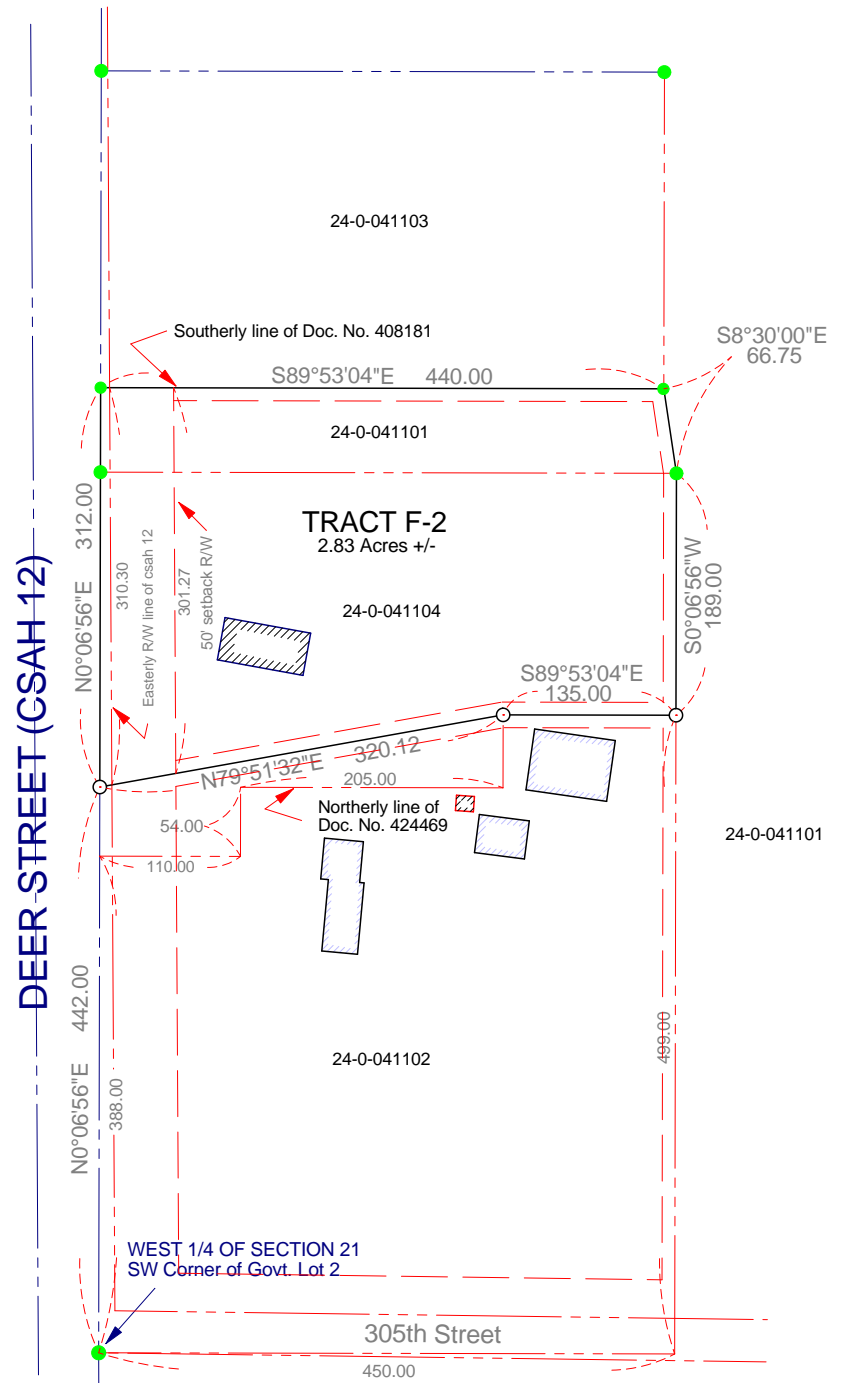 24-0-041103
Southerly line of Doc. No. 408181
S8°30'00"E
66.75
S89°53'04"E 440.00
24-0-041101
TRACT F-2
2.83 Acres +/-
24-0-041104
N0°06'56"E 312.00
310.30
Easterly R/W line of csah 12
301.27
50' setback R/W
S0°06'56"W
189.00
S89°53'04"E
135.00
N79°51'32"E 320.12
205.00
Northerly line of
Doc. No. 424469
54.00
110.00
24-0-041101
DEER STREET (CSAH 12)
N0°06'56"E 442.00
388.00
24-0-041102
499.00
WEST 1/4 OF SECTION 21
SW Corner of Govt. Lot 2
305th Street
450.00